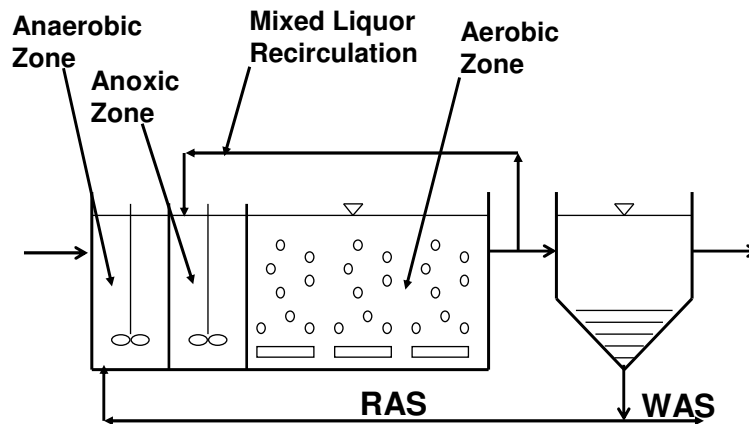 Anaerobic
Zone
Mixed Liquor
Recirculation
Aerobic
Zone
Anoxic
Zone
RAS
WAS